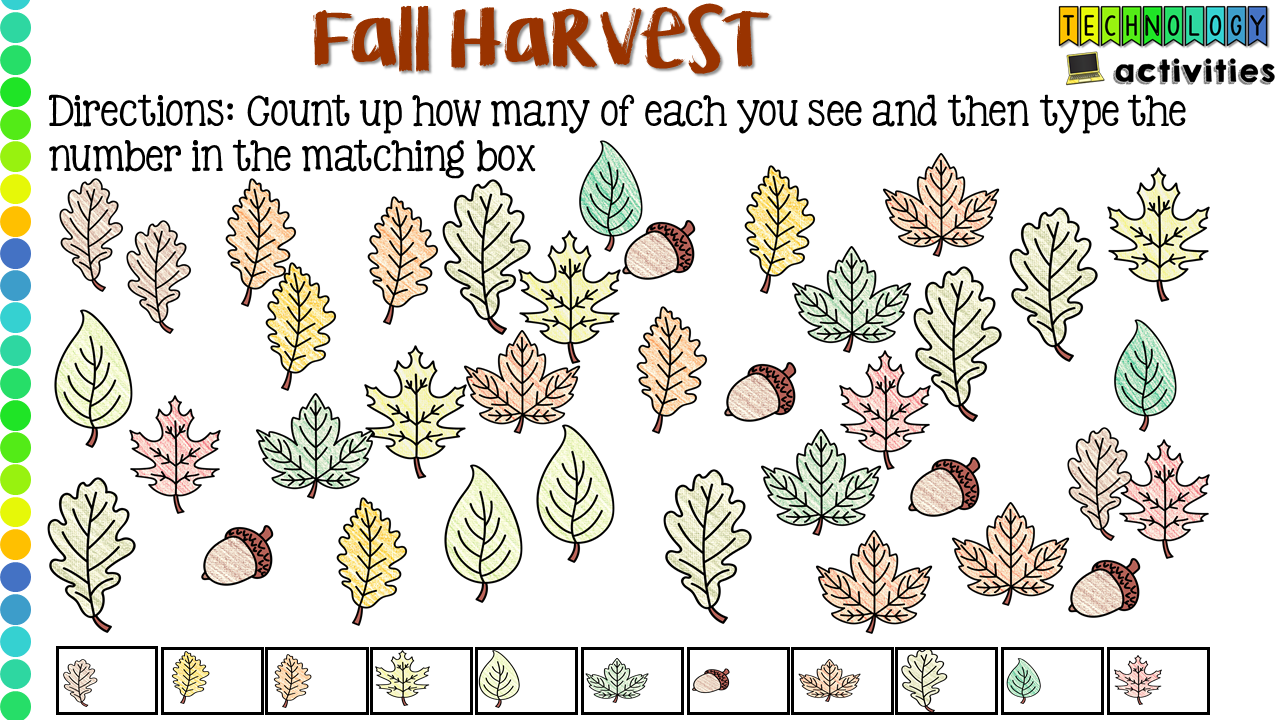 Fall Harvest
TECHNOLOGY
activities
Directions: Count up how many of each you see and then type the
number in the matching box